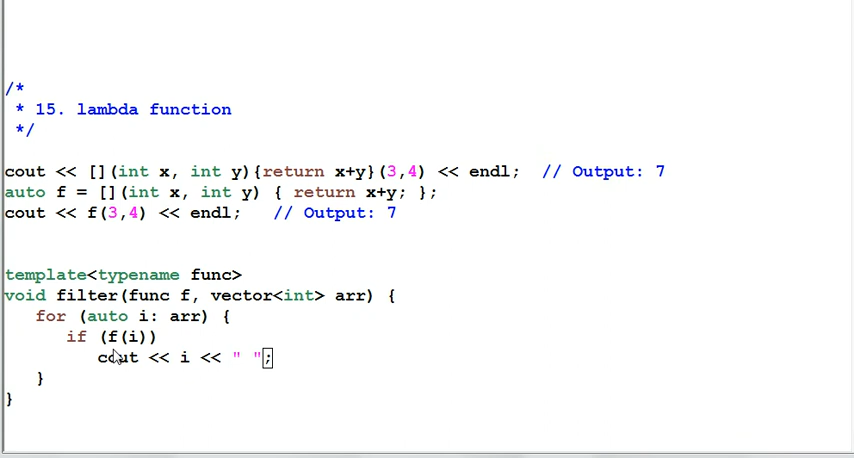 /*
 * 15. lambda function
 */
cout << [](int x, int y){return x+y}(3,4) << endl;  // Output: 7
auto f = [](int x, int y) { return x+y; };
cout << f(3,4) << endl;   // Output: 7
template<typename func>
void filter(func f, vector<int> arr) {
   for (auto i: arr) {
      if (f(i))
         cout << i << " ";
   }
}